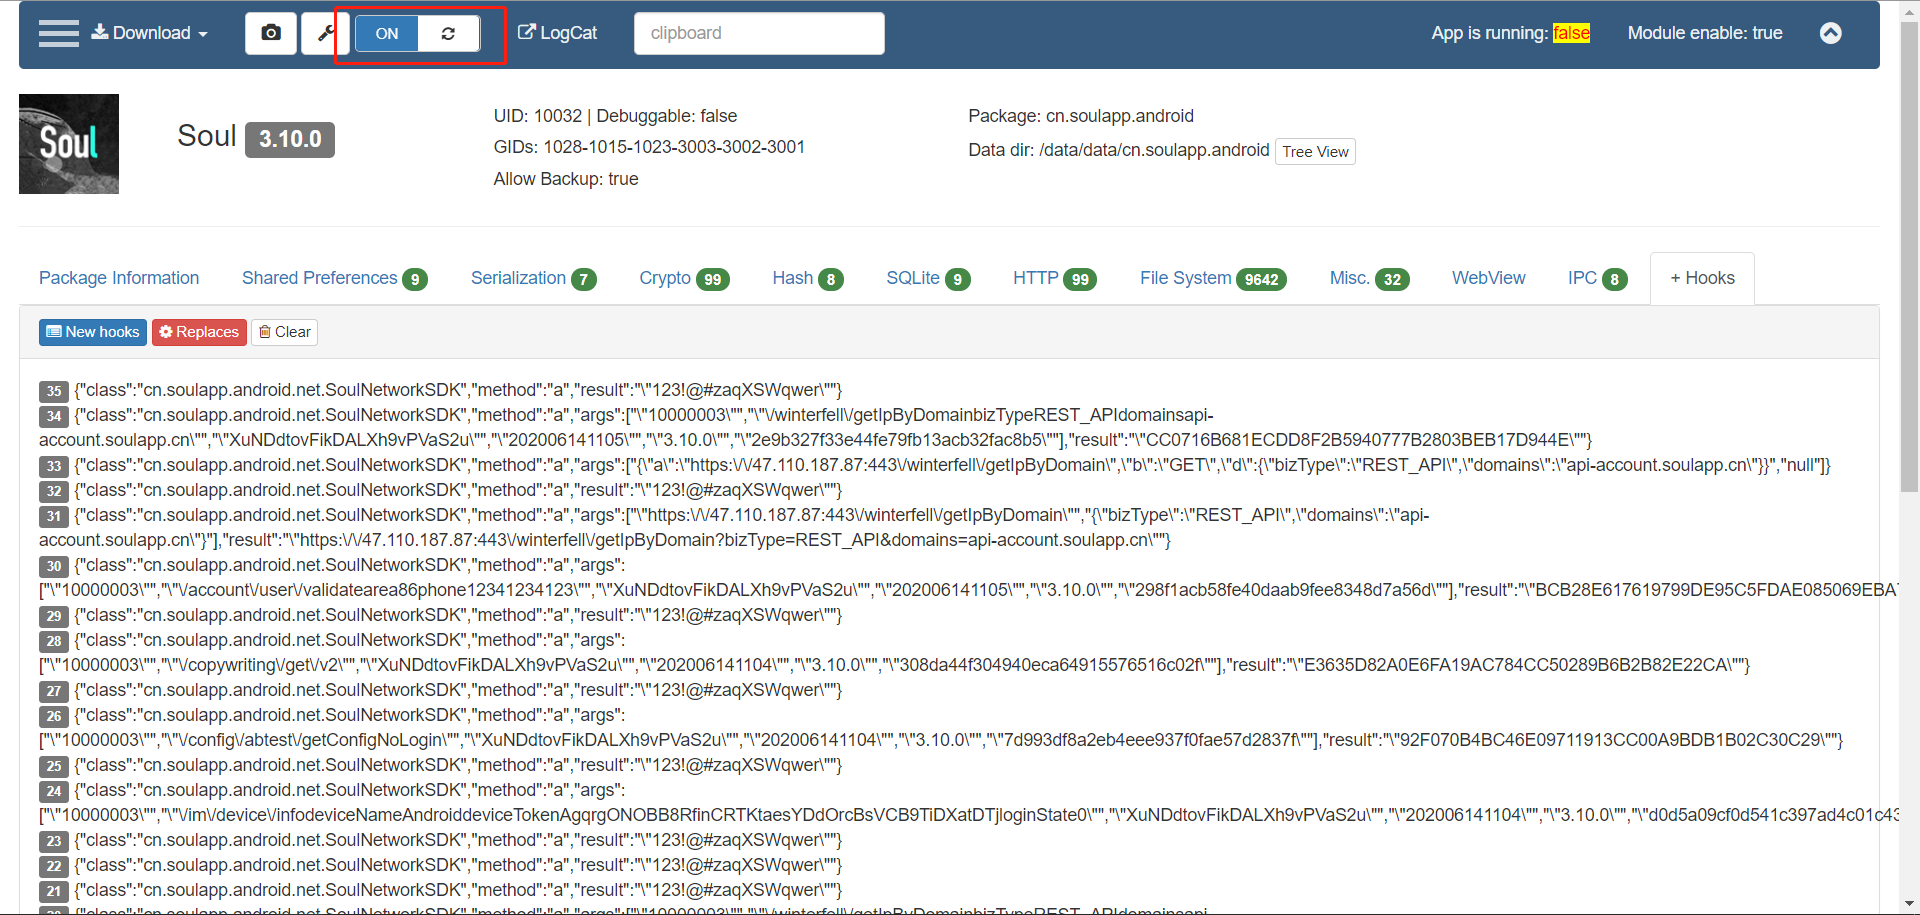 Download
ON
LogCat
clipboard
App is running: false
Module enable: true
Soul
Soul 3.10.0
UID: 10032 | Debuggable: false
GIDs: 1028-1015-1023-3003-3002-3001
Allow Backup: true
Package: cn.soulapp.android
Data dir: /data/data/cn.soulapp.android Tree View
Package Information
Shared Preferences 9
Serialization 7
Crypto 99
Hash 8
SQLite 9
HTTP 99
File System 9642
Misc. 32
WebView
IPC 8
+ Hooks
New hooks
Replaces
Clear
35 {"class":"cn.soulapp.android.net.SoulNetworkSDK","method":"a","result":"\"123!@#zaqXSWqwer\""}
34 {"class":"cn.soulapp.android.net.SoulNetworkSDK","method":"a","args":["\"10000003\"","\"\/winterfell\/getIpByDomainbizTypeREST_APIdomainsapi-
account.soulapp.cn\"","\"XuNDdtovFikDALXh9vPVaS2u\"","\"202006141105\"","\"3.10.0\"","\"2e9b327f33e44fe79fb13acb32fac8b5\""],"result":"\"CC0716B681ECDD8F2B5940777B2803BEB17D944E\""}
33 {"class":"cn.soulapp.android.net.SoulNetworkSDK","method":"a","args":["{\"a\":\"https:\/\/47.110.187.87:443\/winterfell\/getIpByDomain\",\"b\":\"GET\",\"d\":{\"bizType\":\"REST_API\",\"domains\":\"api-account.soulapp.cn\"}}","null"]}
32 {"class":"cn.soulapp.android.net.SoulNetworkSDK","method":"a","result":"\"123!@#zaqXSWqwer\""}
31 {"class":"cn.soulapp.android.net.SoulNetworkSDK","method":"a","args":["\"https:\/\/47.110.187.87:443\/winterfell\/getIpByDomain\"","{\"bizType\":\"REST_API\",\"domains\":\"api-
account.soulapp.cn\"}"],"result":"\"https:\/\/47.110.187.87:443\/winterfell\/getIpByDomain?bizType=REST_API&domains=api-account.soulapp.cn\""}
30 {"class":"cn.soulapp.android.net.SoulNetworkSDK","method":"a","args":
["\"10000003\"","\"\/account\/user\/validatearea86phone12341234123\"","\"XuNDdtovFikDALXh9vPVaS2u\"","\"202006141105\"","\"3.10.0\"","\"298f1acb58fe40daab9fee8348d7a56d\""],"result":"\"BCB28E617619799DE95C5FDAE085069EBA
29 {"class":"cn.soulapp.android.net.SoulNetworkSDK","method":"a","result":"\"123!@#zaqXSWqwer\""}
28 {"class":"cn.soulapp.android.net.SoulNetworkSDK","method":"a","args":
["\"10000003\"","\"\/copywriting\/get\/v2\"","\"XuNDdtovFikDALXh9vPVaS2u\"","\"202006141104\"","\"3.10.0\"","\"308da44f304940eca64915576516c02f\""],"result":"\"E3635D82A0E6FA19AC784CC50289B6B2B82E22CA\""}
27 {"class":"cn.soulapp.android.net.SoulNetworkSDK","method":"a","result":"\"123!@#zaqXSWqwer\""}
26 {"class":"cn.soulapp.android.net.SoulNetworkSDK","method":"a","args":
["\"10000003\"","\"\/config\/abtest\/getConfigNoLogin\"","\"XuNDdtovFikDALXh9vPVaS2u\"","\"202006141104\"","\"3.10.0\"","\"7d993df8a2eb4eee937f0fae57d2837f\""],"result":"\"92F070B4BC46E09711913CC00A9BDB1B02C30C29\""}
25 {"class":"cn.soulapp.android.net.SoulNetworkSDK","method":"a","result":"\"123!@#zaqXSWqwer\""}
24 {"class":"cn.soulapp.android.net.SoulNetworkSDK","method":"a","args":
["\"10000003\"","\"\/im\/device\/infodeviceNameAndroiddeviceTokenAgqrgONOBB8RfinCRTKtaesYDdOrcBsVCB9TiDXatDTjloginState0\"","\"XuNDdtovFikDALXh9vPVaS2u\"","\"202006141104\"","\"3.10.0\"","\"d0d5a09cf0d541c397ad4c01c43
23 {"class":"cn.soulapp.android.net.SoulNetworkSDK","method":"a","result":"\"123!@#zaqXSWqwer\""}
22 {"class":"cn.soulapp.android.net.SoulNetworkSDK","method":"a","result":"\"123!@#zaqXSWqwer\""}
21 {"class":"cn.soulapp.android.net.SoulNetworkSDK","method":"a","result":"\"123!@#zaqXSWqwer\""}